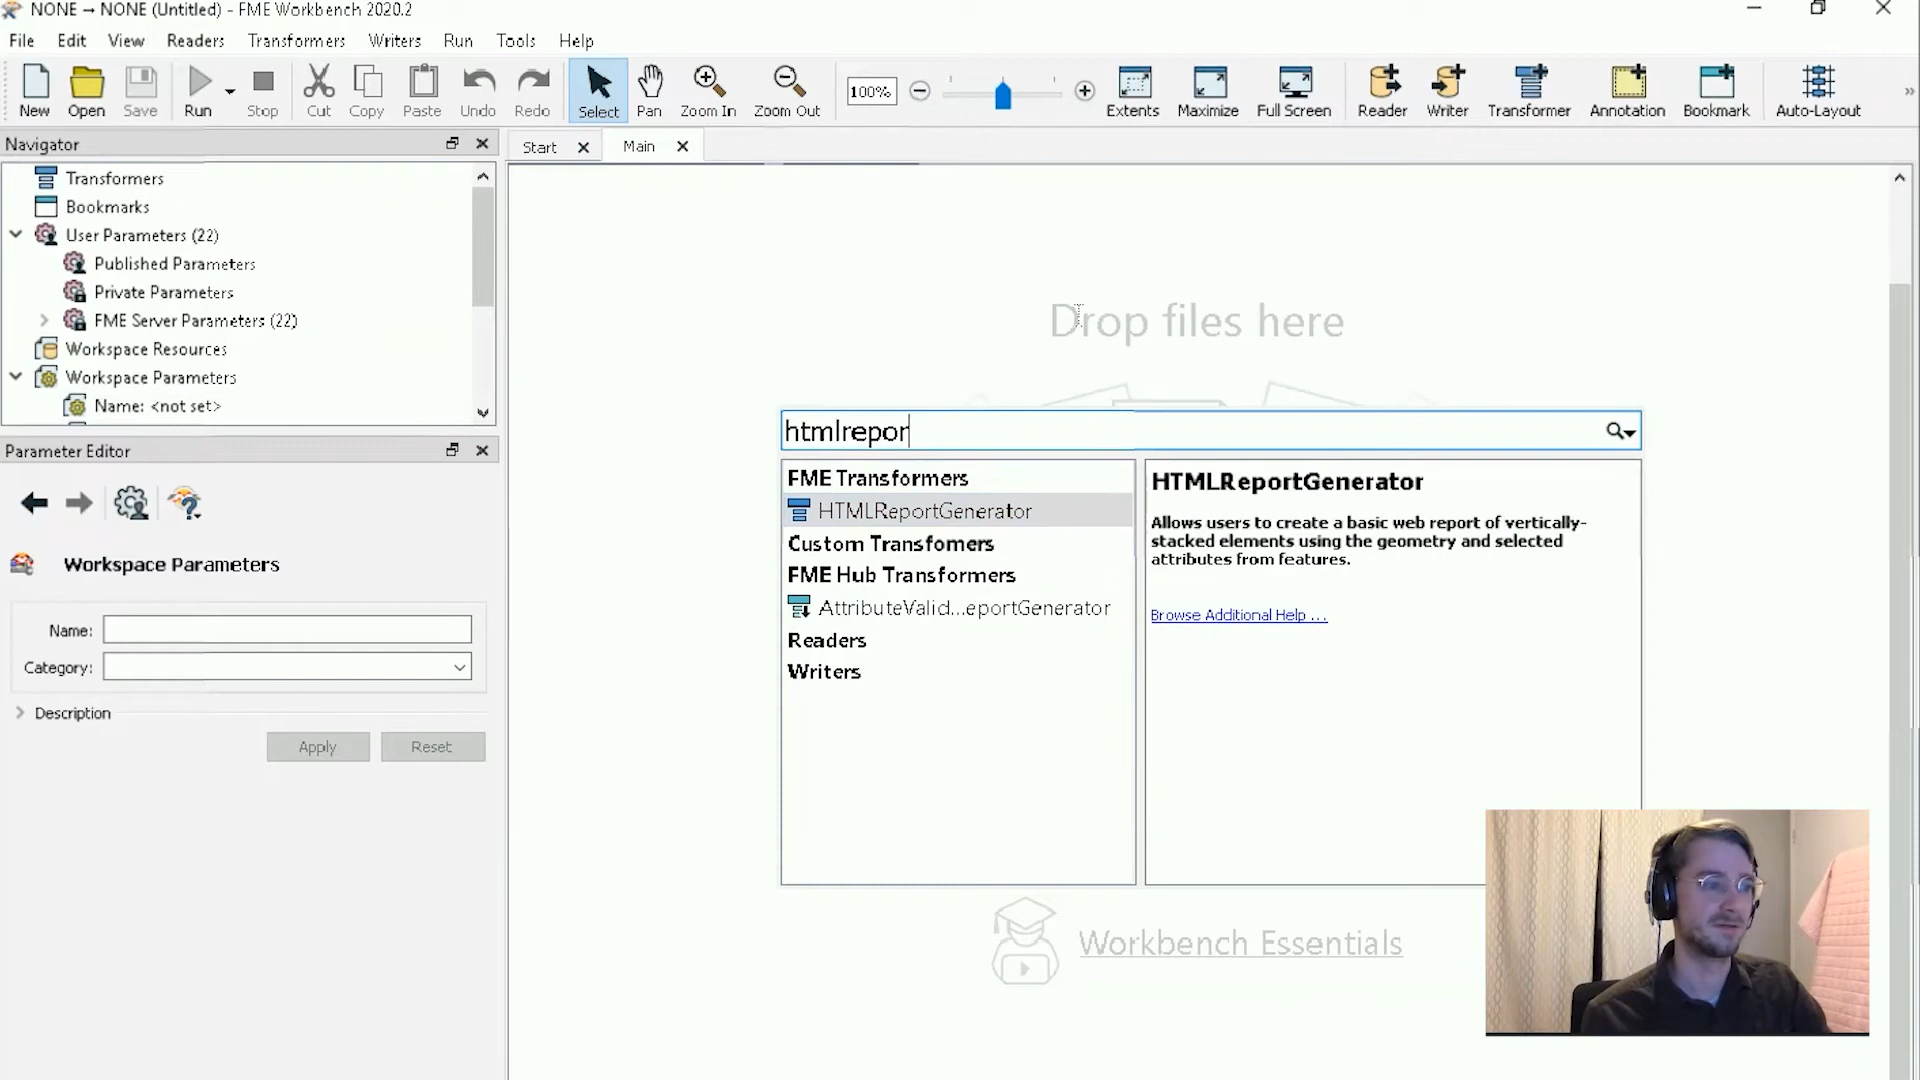 NONE → NONE (Untitled) - FME Workbench 2020.2
File Edit View Readers Transformers Writers Run Tools Help
New Open Save Run Stop Cut Copy Paste Undo Redo Select Pan Zoom In Zoom Out 100% Extents Maximize Full Screen Reader Writer Transformer Annotation Bookmark Auto-Layout »
Navigator
Start Main
Transformers
Bookmarks
User Parameters (22)
Published Parameters
Private Parameters
FME Server Parameters (22)
Workspace Resources
Workspace Parameters
Name: <not set>
Parameter Editor
Workspace Parameters
Name:
Category:
Description
Apply Reset
Drop files here
htmlrepor
FME Transformers
HTMLReportGenerator
Custom Transfomers
FME Hub Transformers
AttributeValid...eportGenerator
Readers
Writers
HTMLReportGenerator
Allows users to create a basic web report of vertically-
stacked elements using the geometry and selected
attributes from features.
Browse Additional Help ...
Workbench Essentials